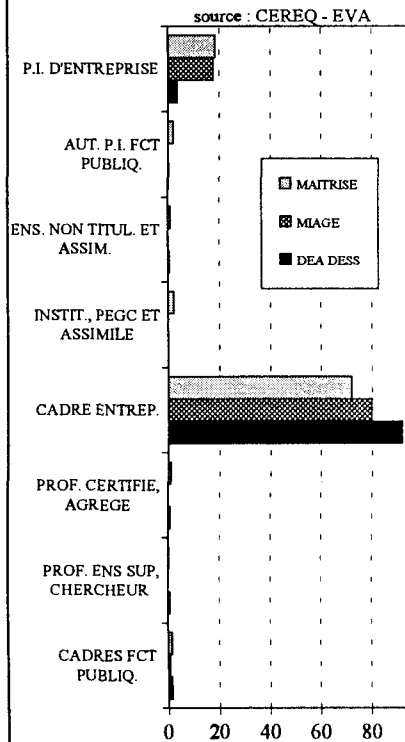 source : CEREQ - EVA
P.I. D'ENTREPRISE
AUT. P.I. FCT
PUBLIQ.
ENS. NON TITUL. ET
ASSIM.
INSTIT., PEGC ET
ASSIMILE
CADRE ENTREP.
PROF. CERTIFIE,
AGREGE
PROF. ENS SUP,
CHERCHEUR
CADRES FCT
PUBLIQ.
MAITRISE
MIAGE
DEA DESS
0 20 40 60 80